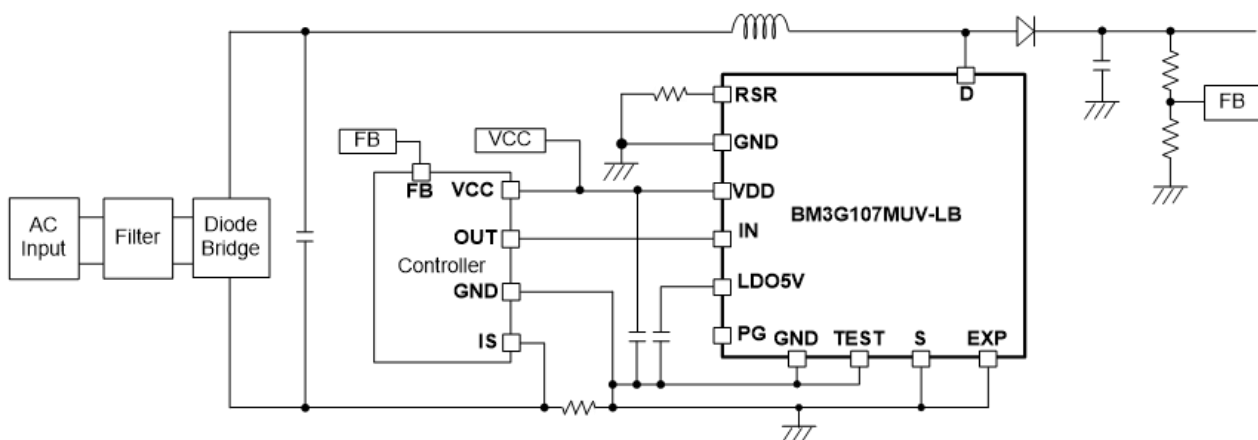 D
RSR
FB
GND
FB
VCC
FB
VCC
VDD
BM3G107MUV-LB
AC
Input
Filter
Diode
Bridge
OUT
IN
Controller
GND
LDO5V
IS
PG
GND
TEST
S
EXP